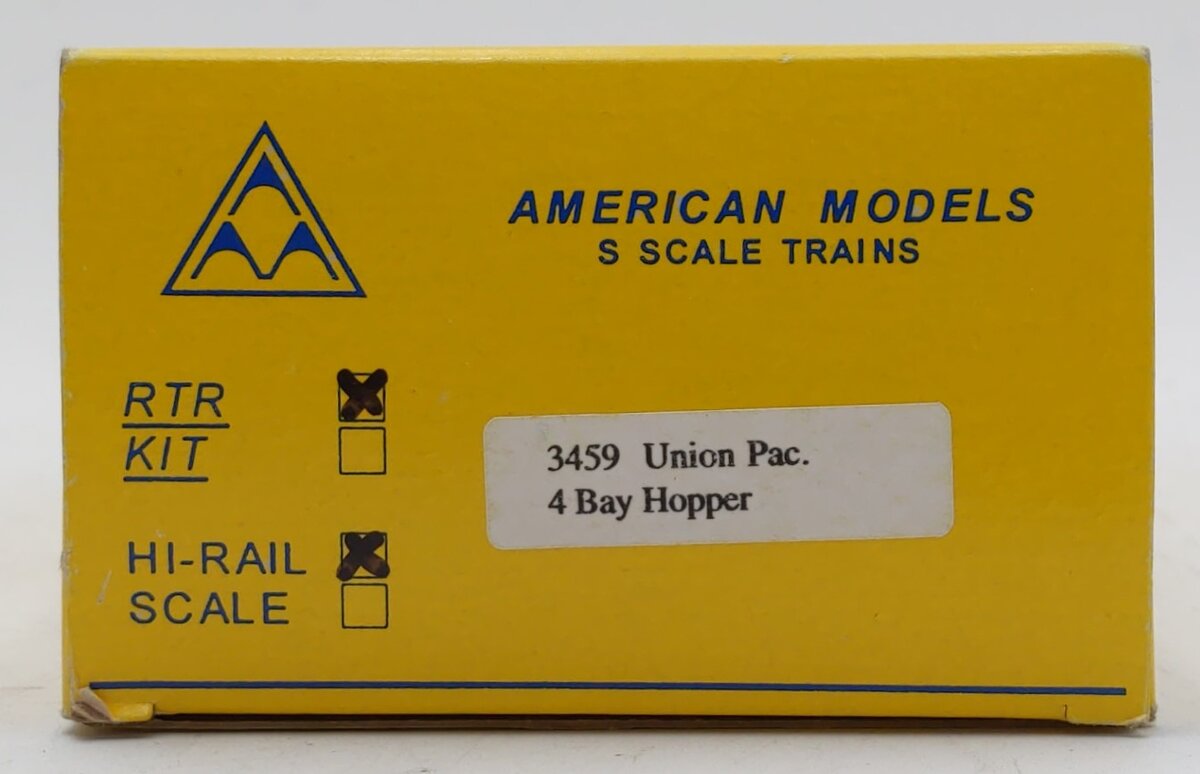 AMERICAN MODELS
S SCALE TRAINS
RTR
KIT
3459 Union Pac.
4 Bay Hopper
HI-RAIL
SCALE